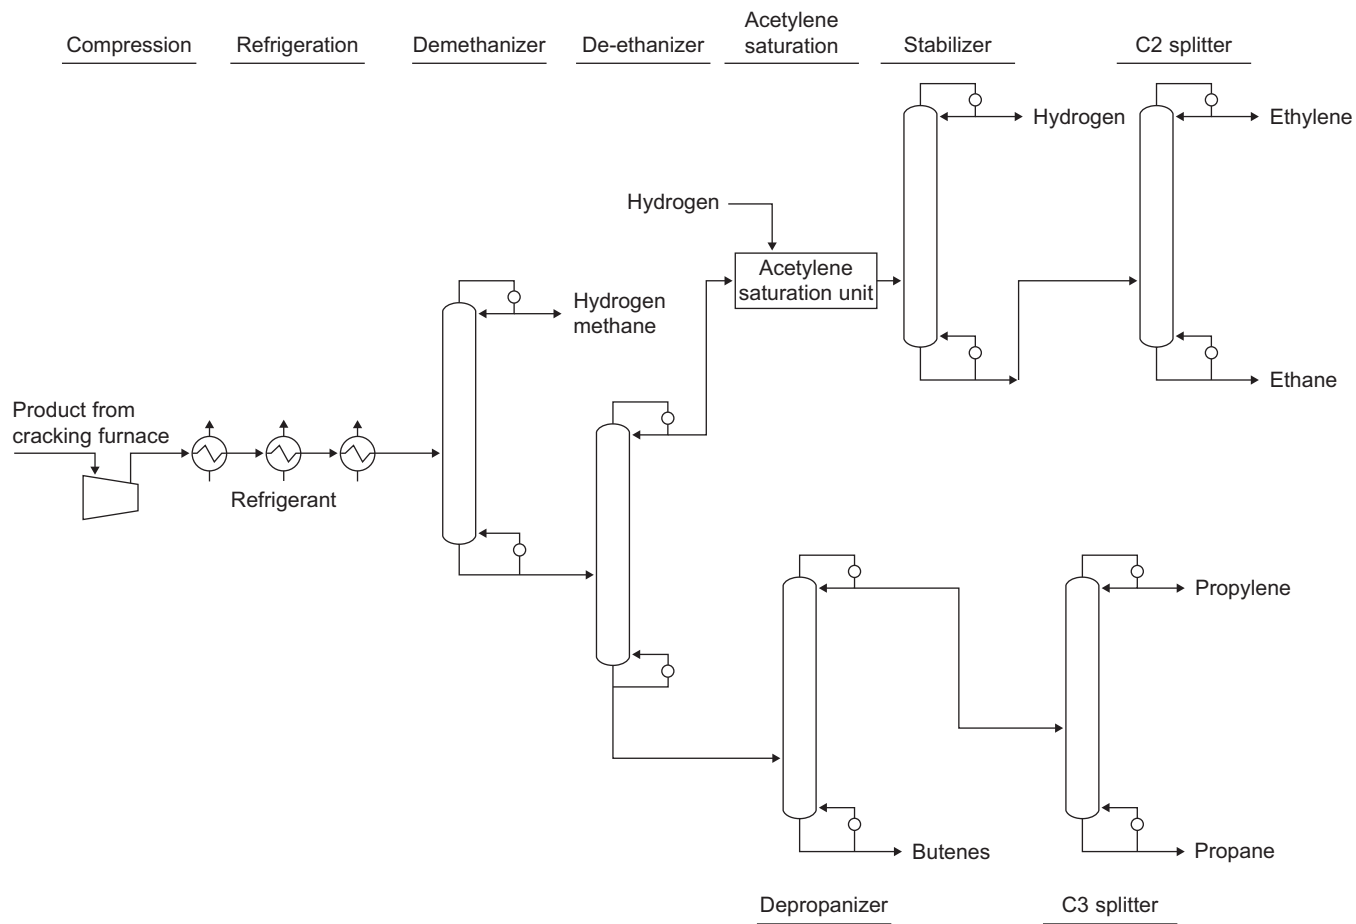 Compression
Refrigeration
Demethanizer
De-ethanizer
Acetylene
saturation
Stabilizer
C2 splitter
Hydrogen
Ethylene
Hydrogen
Acetylene
saturation unit
Hydrogen
methane
Ethane
Product from
cracking furnace
Refrigerant
Propylene
Butenes
Propane
Depropanizer
C3 splitter